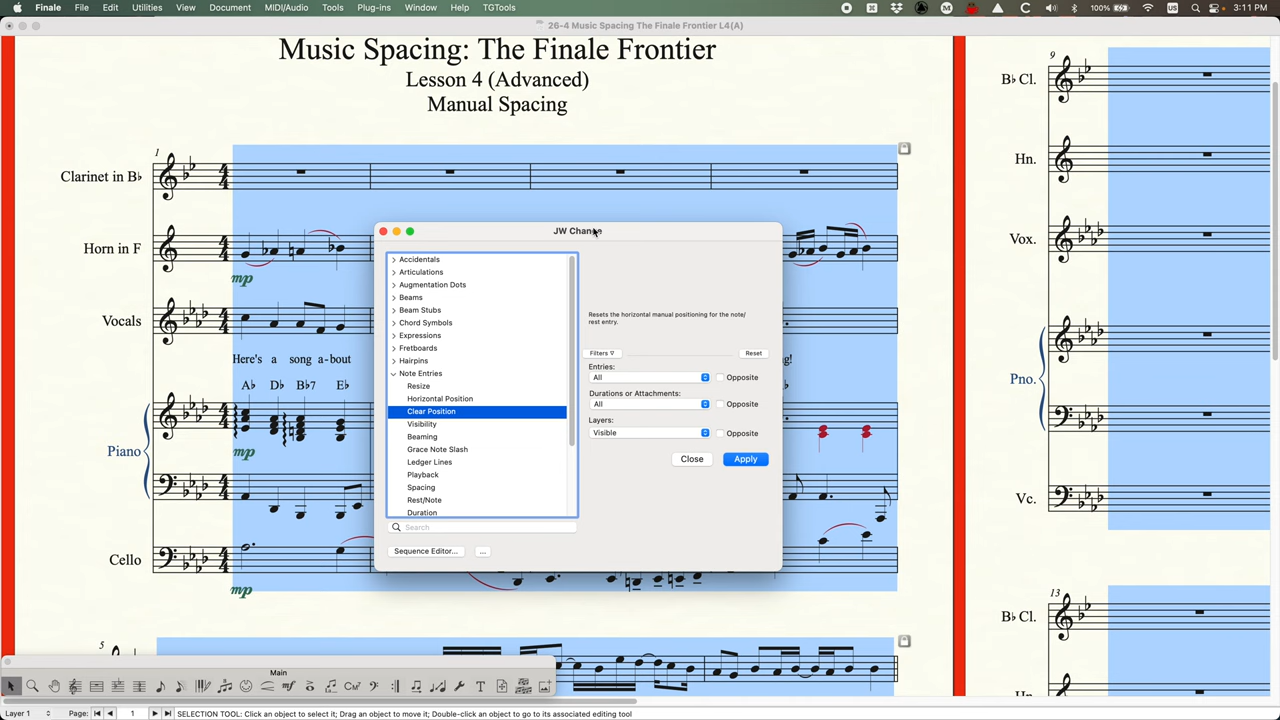 Finale File Edit Utilities View Document MIDI/Audio Tools Plug-ins Window Help TGTools 100% US 3:11 PM
26-4 Music Spacing The Finale Frontier L4(A)
Music Spacing: The Finale Frontier
Lesson 4 (Advanced)
Manual Spacing
1
Clarinet in B♭
Horn in F
mp
Vocals
Here's a song a-bout
A♭ D♭ B♭7 E♭
Piano
mp
Cello
mp
5
9
B♭ Cl.
Hn.
Vox.
Pno.
Vc.
13
B♭ Cl.
JW Change
Accidentals
Articulations
Augmentation Dots
Beams
Beam Stubs
Chord Symbols
Expressions
Fretboards
Hairpins
Note Entries
Resize
Horizontal Position
Clear Position
Visibility
Beaming
Grace Note Slash
Ledger Lines
Playback
Spacing
Rest/Note
Duration
Search
Sequence Editor... ...
Resets the horizontal manual positioning for the note/
rest entry.
Filters ∇ Reset
Entries:
All Opposite
Durations or Attachments:
All Opposite
Layers:
Visible Opposite
Close Apply
Main
Layer 1 Page: 1 SELECTION TOOL: Click an object to select it; Drag an object to move it; Double-click an object to go to its associated editing tool